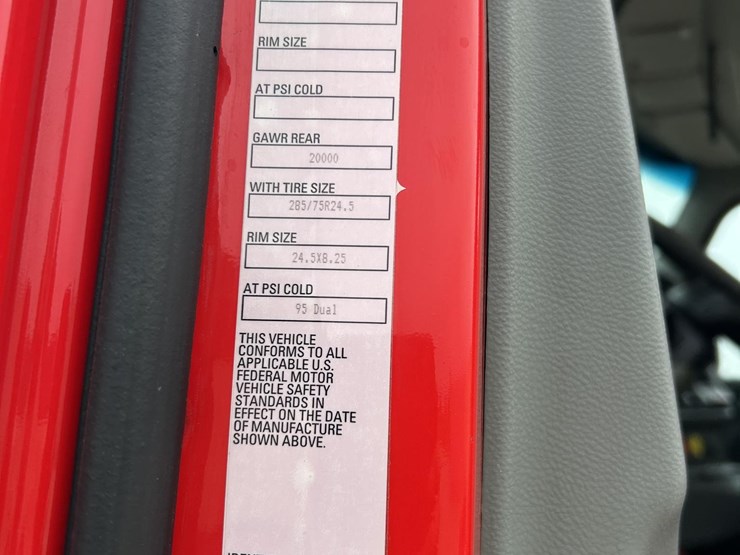 RIM SIZE
AT PSI COLD
GAWR REAR
20000
WITH TIRE SIZE
285/75R24.5
RIM SIZE
24.5X8.25
AT PSI COLD
95 Dual
THIS VEHICLE
CONFORMS TO ALL
APPLICABLE U.S.
FEDERAL MOTOR
VEHICLE SAFETY
STANDARDS IN
EFFECT ON THE DATE
OF MANUFACTURE
SHOWN ABOVE.